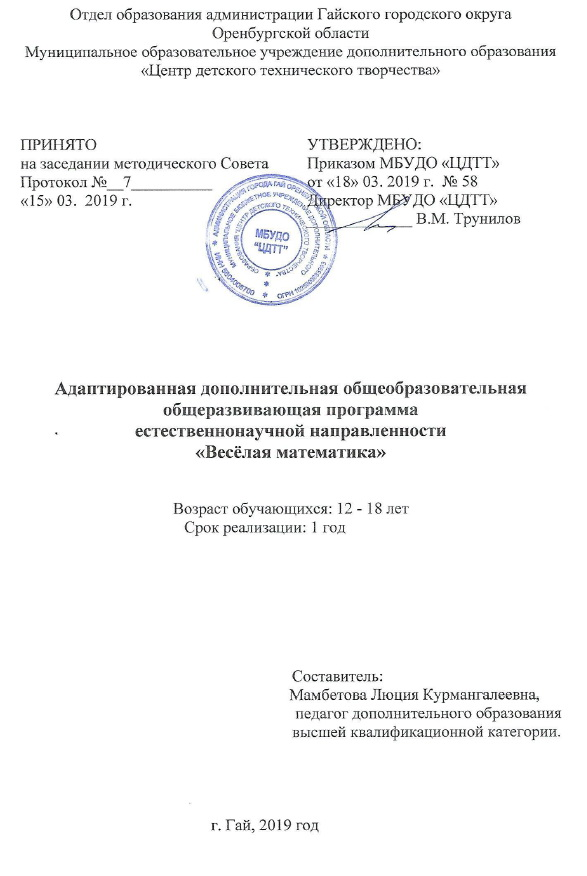 Отдел образования администрации Гайского городского округа
Оренбургской области
Муниципальное образовательное учреждение дополнительного образования
«Центр детского технического творчества»
ПРИНЯТО
на заседании методического Совета
Протокол №__7__________
«15» 03. 2019 г.
УТВЕРЖДЕНО:
Приказом МБУДО «ЦДТТ»
от «18» 03. 2019 г. № 58
Директор МБУДО «ЦДТТ»
_____________ В.М. Трунилов
МБУДО
"ЦДТТ"
Адаптированная дополнительная общеобразовательная
общеразвивающая программа
естественнонаучной направленности
«Весёлая математика»
Возраст обучающихся: 12 - 18 лет
Срок реализации: 1 год
Составитель:
Мамбетова Люция Курмангалеевна,
педагог дополнительного образования
высшей квалификационной категории.
г. Гай, 2019 год